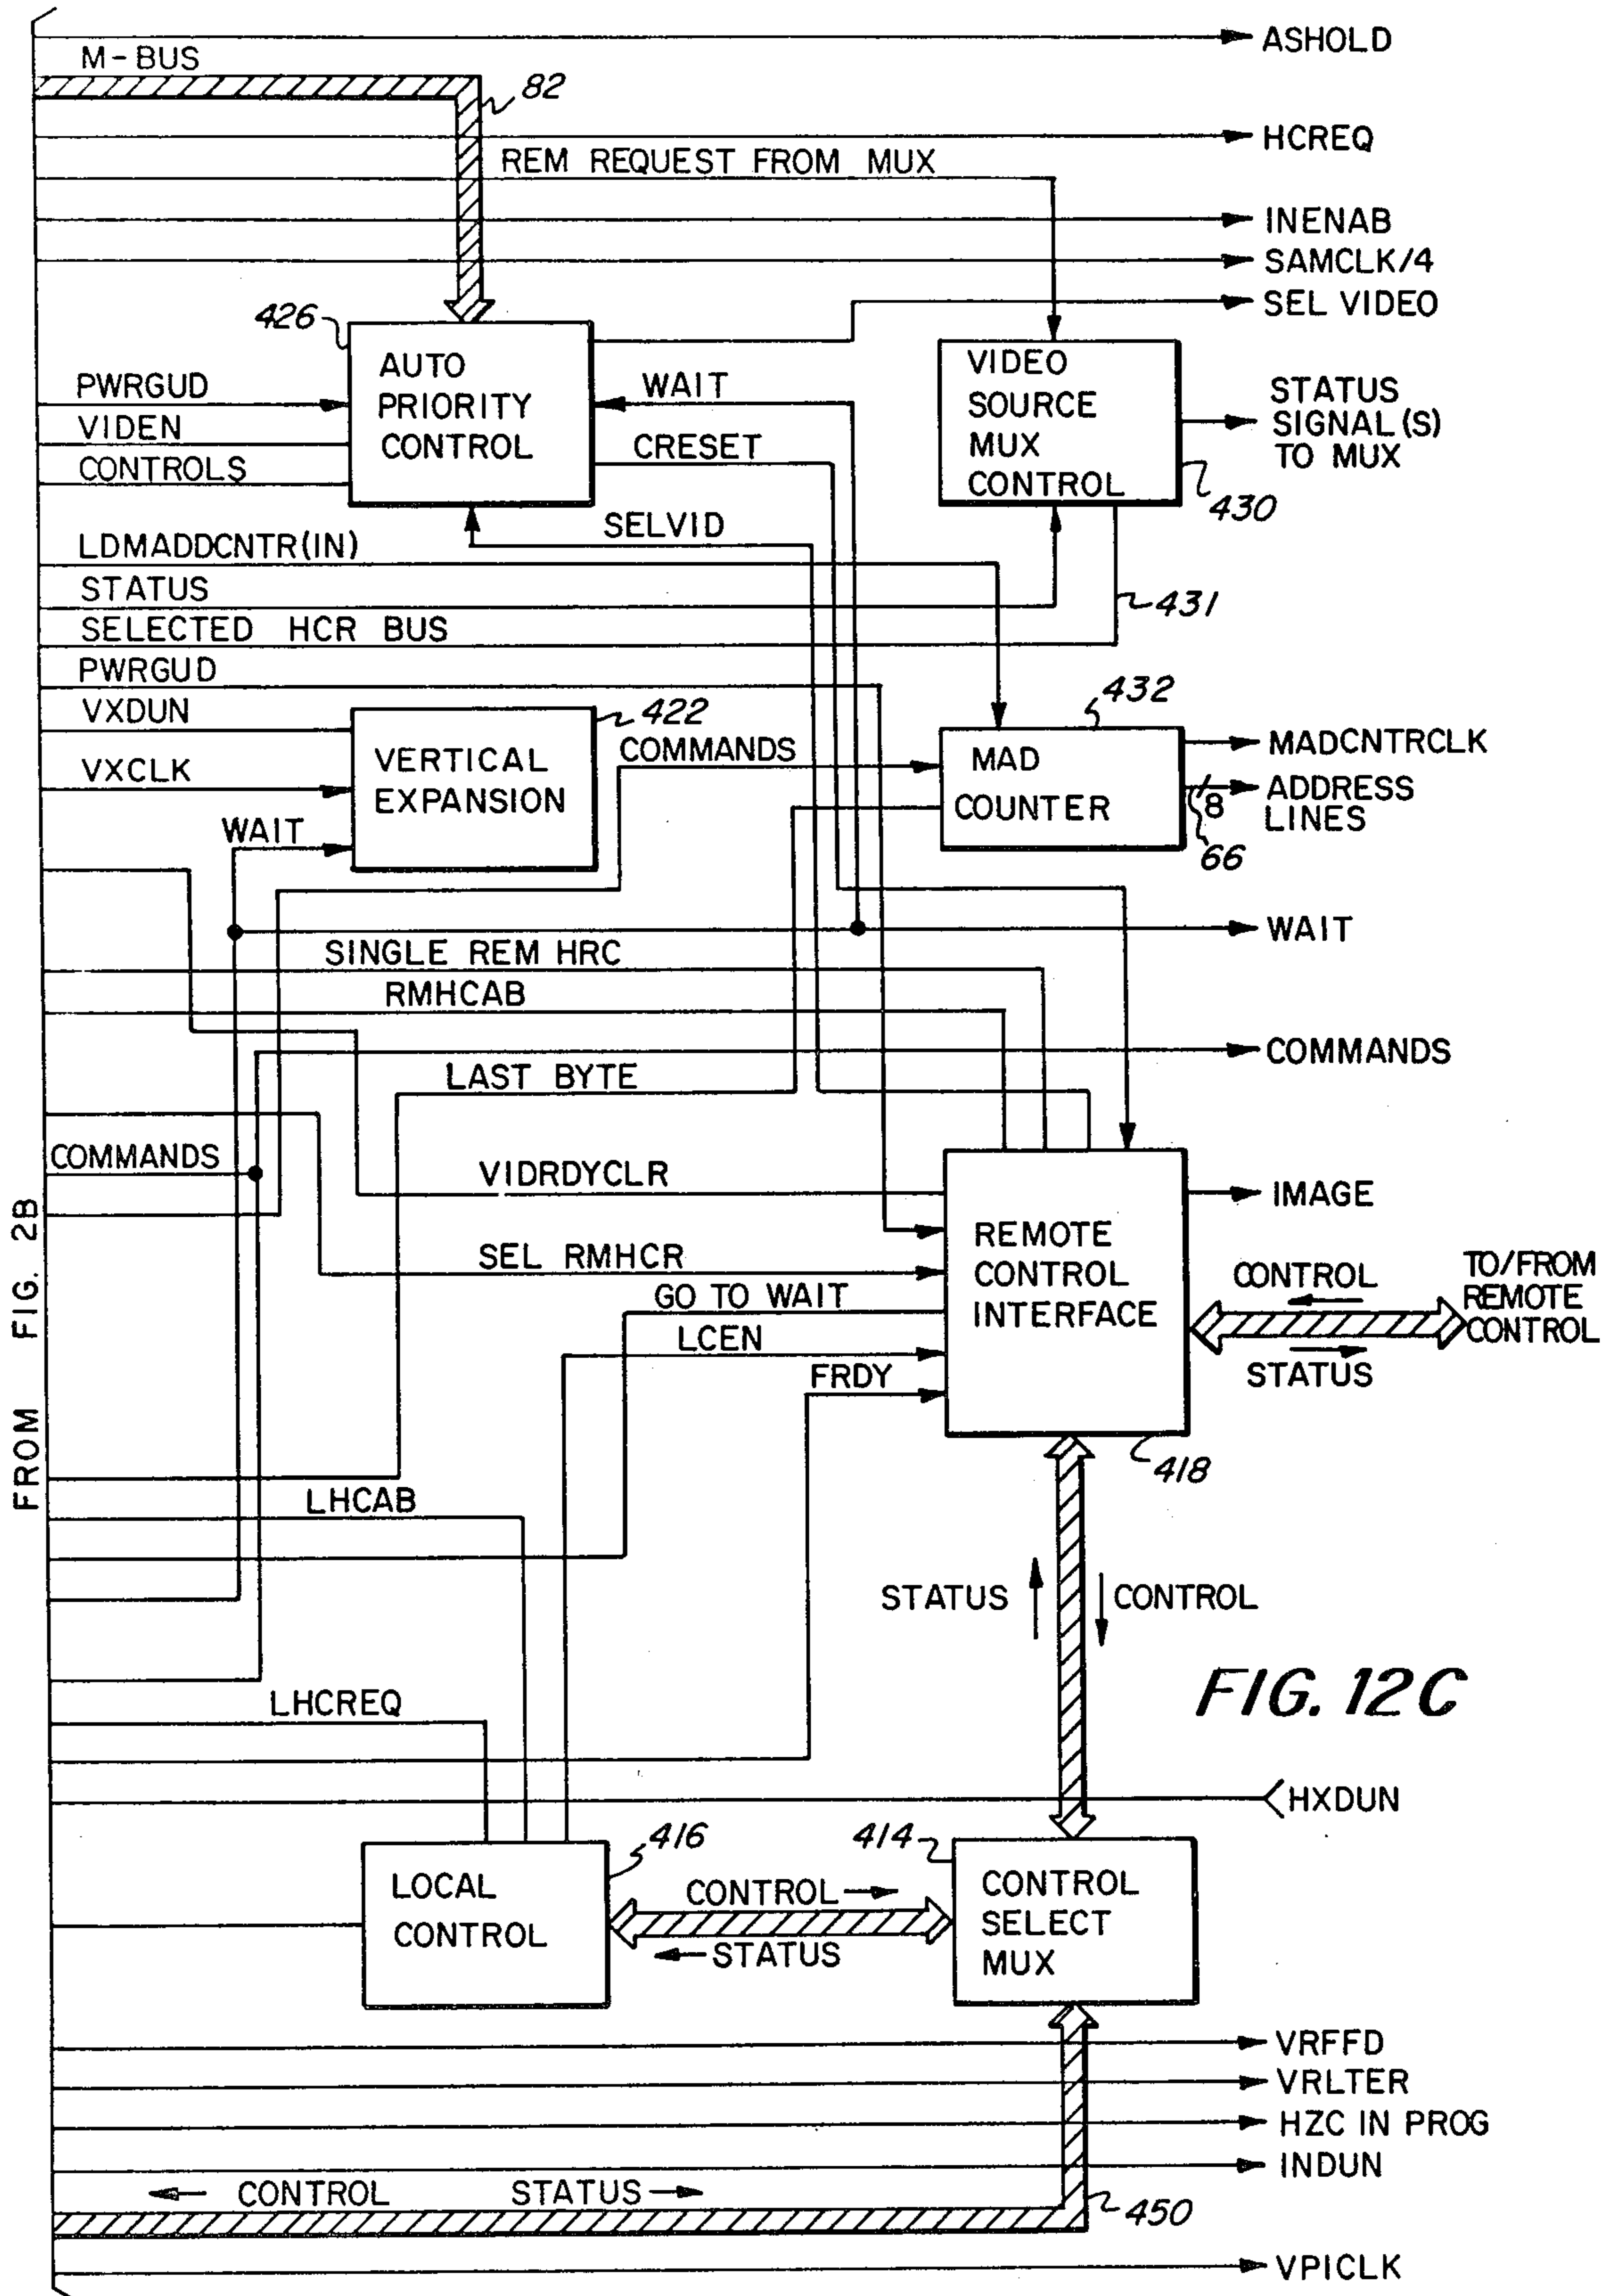 ASHOLD
M-BUS
82
HCREQ
REM REQUEST FROM MUX
INENAB
SAMCLK/4
SEL VIDEO
426
AUTO
PRIORITY
CONTROL
PWRGUD
VIDEN
CONTROLS
WAIT
CRESET
SELVID
VIDEO
SOURCE
MUX
CONTROL
430
STATUS
SIGNAL(S)
TO MUX
LDMADDCNTR(IN)
STATUS
431
SELECTED HCR BUS
PWRGUD
VXDUN
422
VXCLK
VERTICAL
EXPANSION
WAIT
COMMANDS
432
MAD
COUNTER
MADCNTRCLK
8
ADDRESS
LINES
66
WAIT
SINGLE REM HRC
RMHCAB
COMMANDS
LAST BYTE
COMMANDS
VIDRDYCLR
IMAGE
SEL RMHCR
GO TO WAIT
LCEN
FRDY
REMOTE
CONTROL
INTERFACE
418
CONTROL
STATUS
TO/FROM
REMOTE
CONTROL
FROM FIG. 2B
LHCAB
STATUS
CONTROL
FIG. 12C
LHCREQ
HXDUN
416
LOCAL
CONTROL
CONTROL
STATUS
414
CONTROL
SELECT
MUX
VRFFD
VRLTER
HZC IN PROG
INDUN
CONTROL
STATUS
450
VPICLK